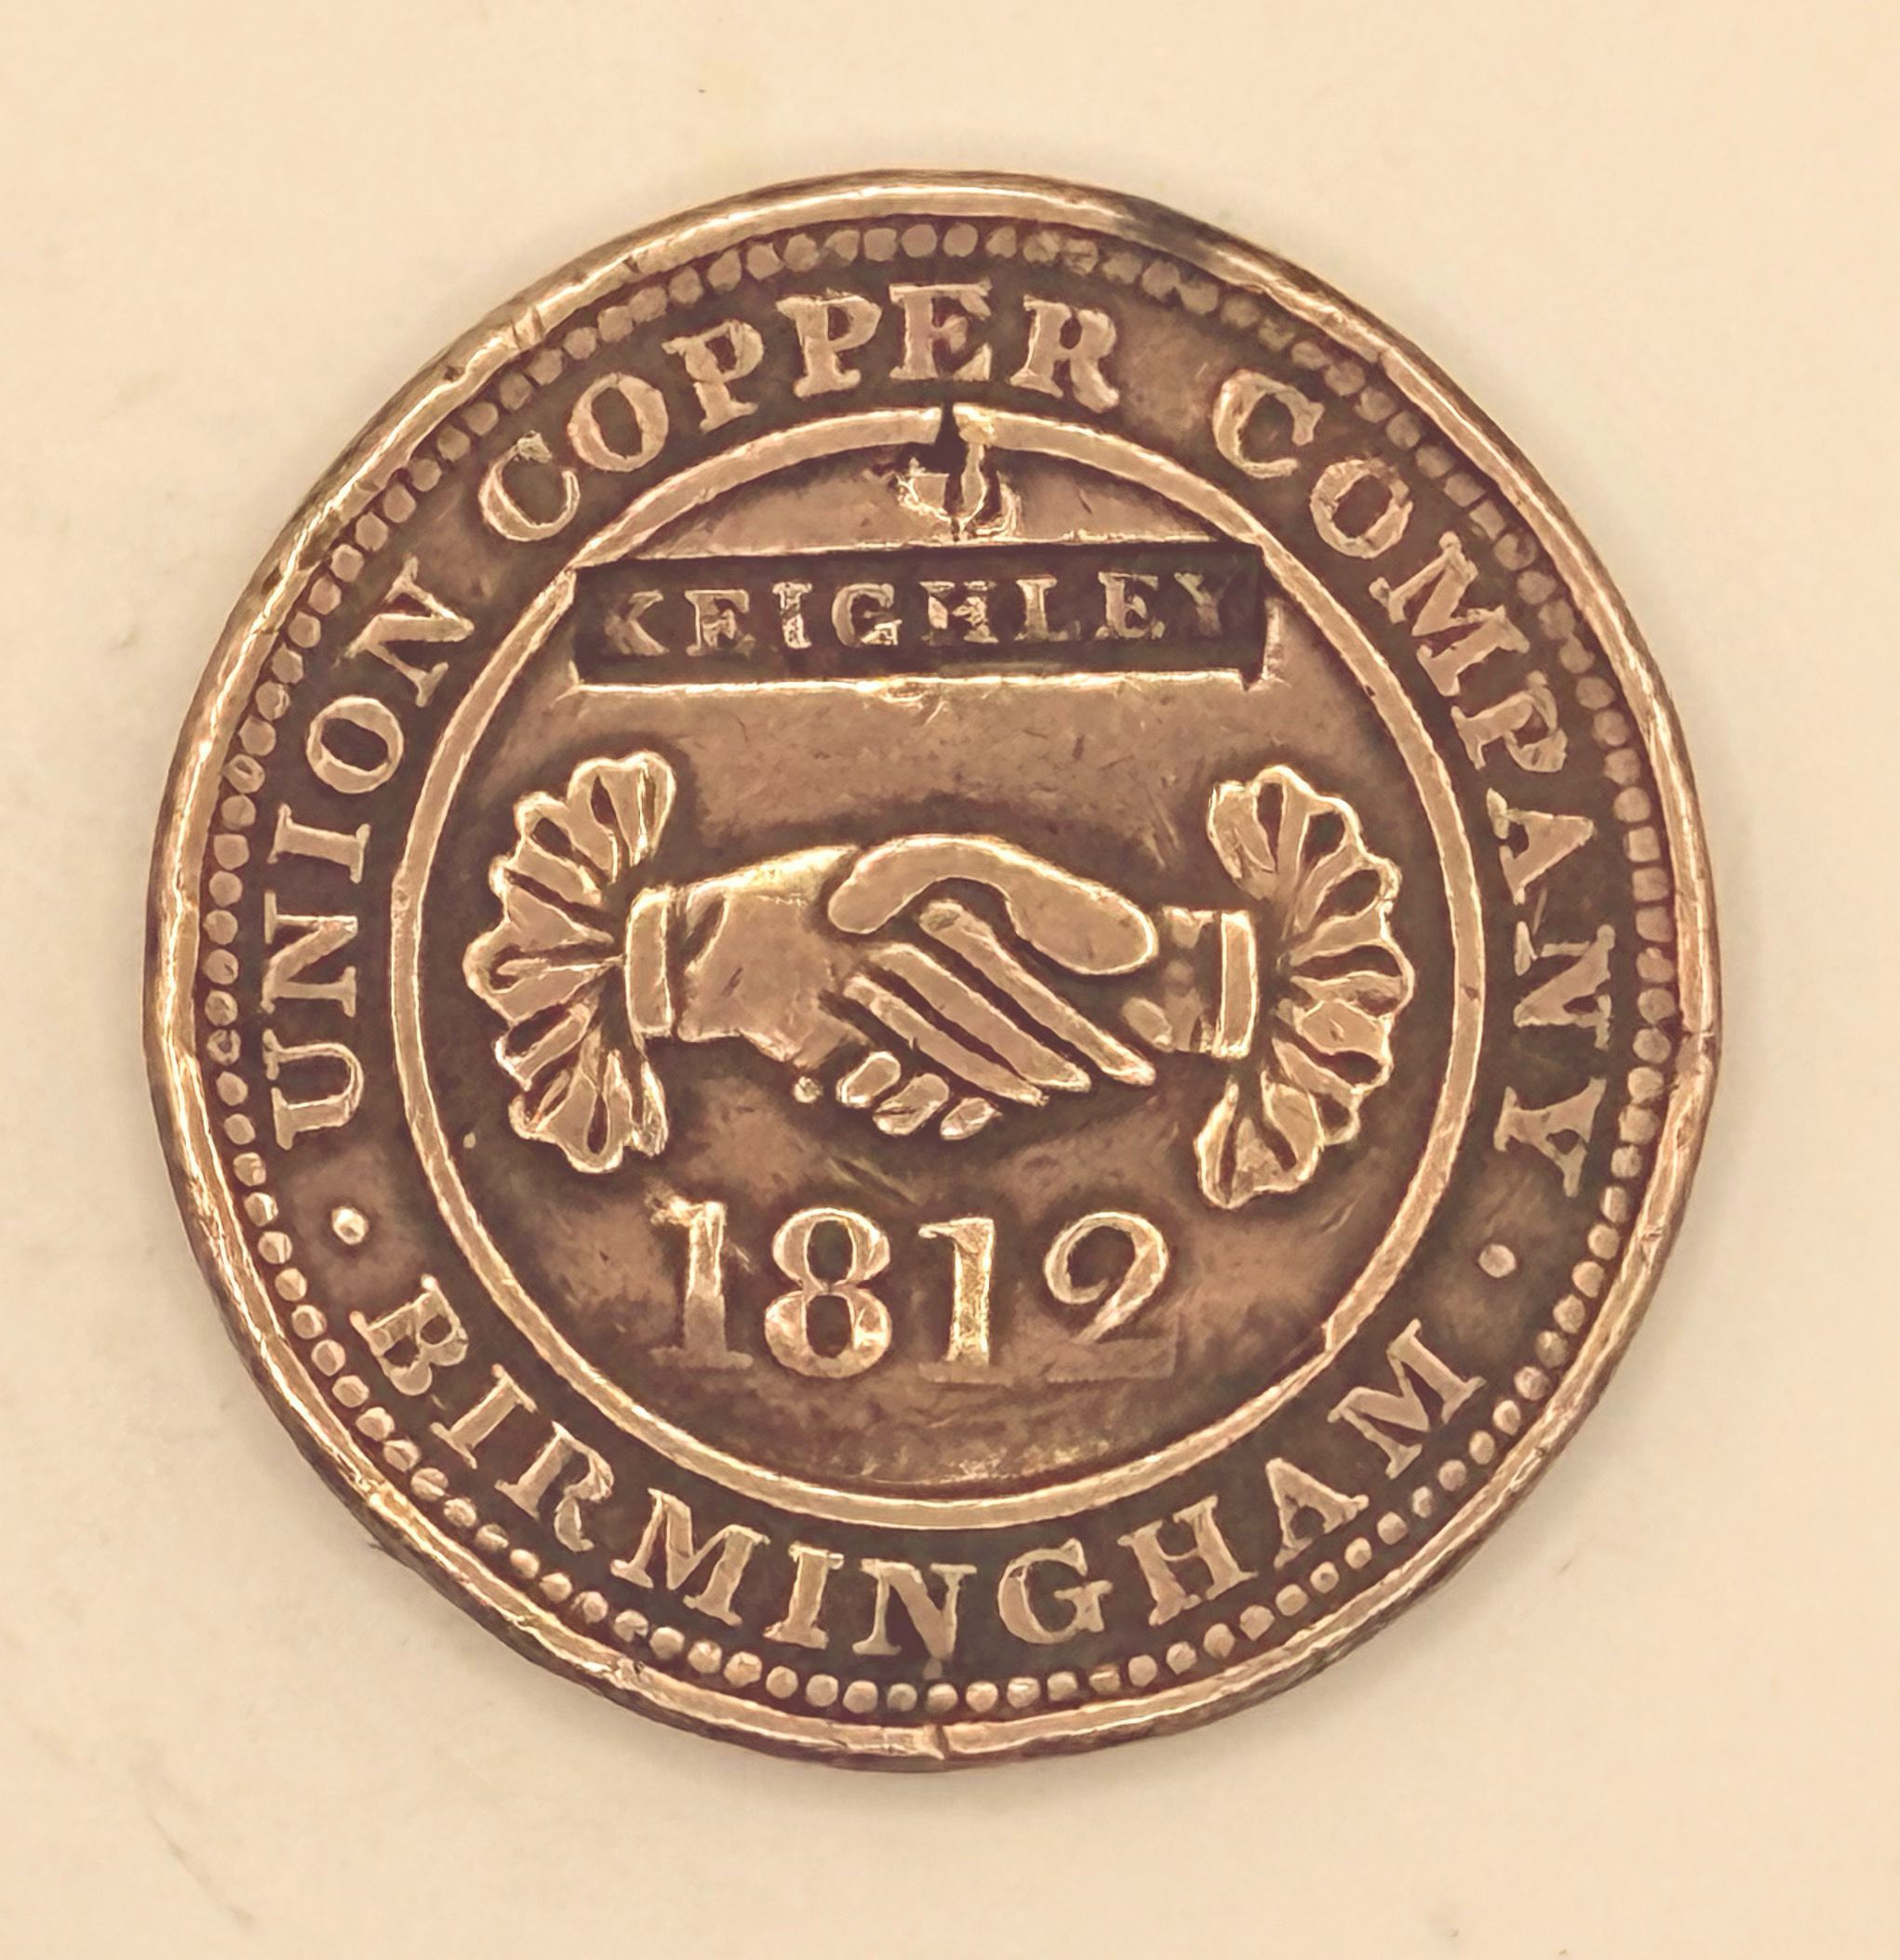 UNION COPPER COMPANY
KEIGHLEY
1812
· BIRMINGHAM ·